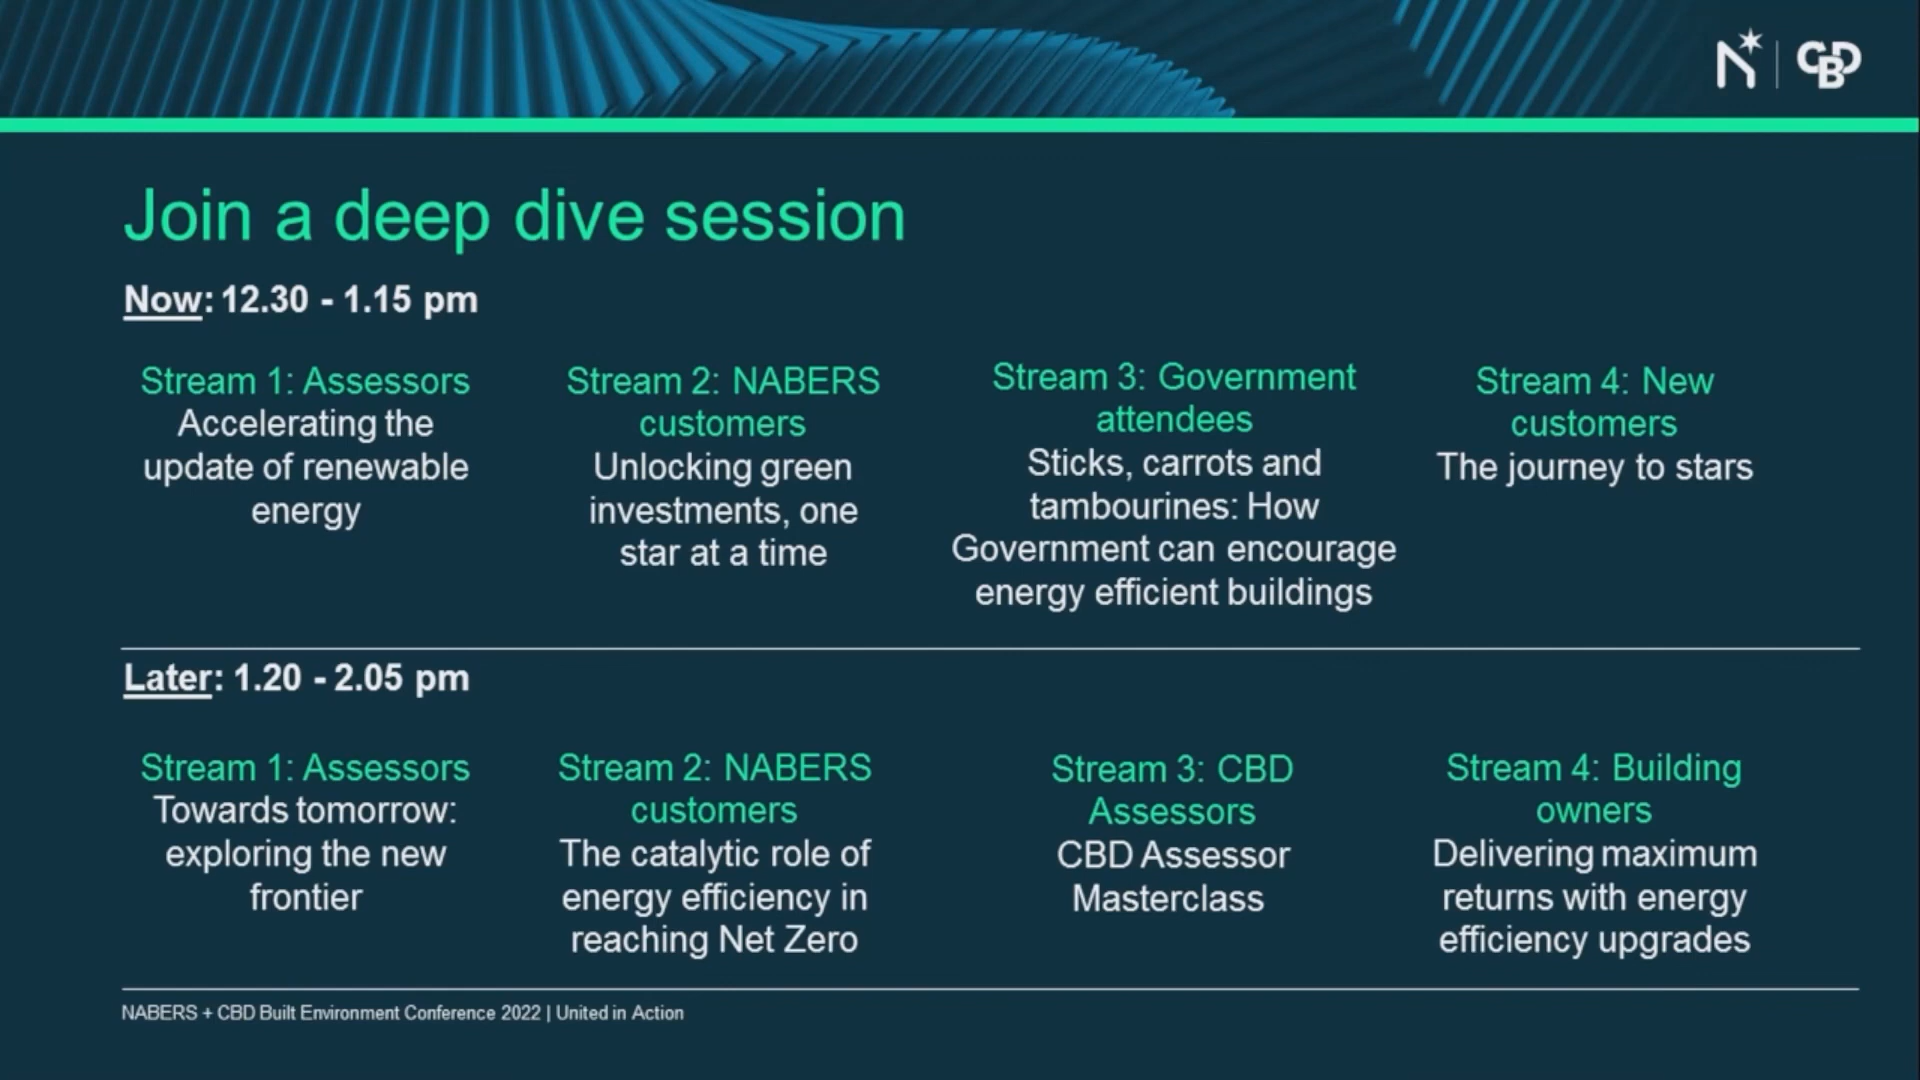 N | CBD
Join a deep dive session
Now: 12.30 - 1.15 pm
Stream 1: Assessors
Accelerating the
update of renewable
energy
Stream 2: NABERS
customers
Unlocking green
investments, one
star at a time
Stream 3: Government
attendees
Sticks, carrots and
tambourines: How
Government can encourage
energy efficient buildings
Stream 4: New
customers
The journey to stars
Later: 1.20 - 2.05 pm
Stream 1: Assessors
Towards tomorrow:
exploring the new
frontier
Stream 2: NABERS
customers
The catalytic role of
energy efficiency in
reaching Net Zero
Stream 3: CBD
Assessors
CBD Assessor
Masterclass
Stream 4: Building
owners
Delivering maximum
returns with energy
efficiency upgrades
NABERS + CBD Built Environment Conference 2022 | United in Action